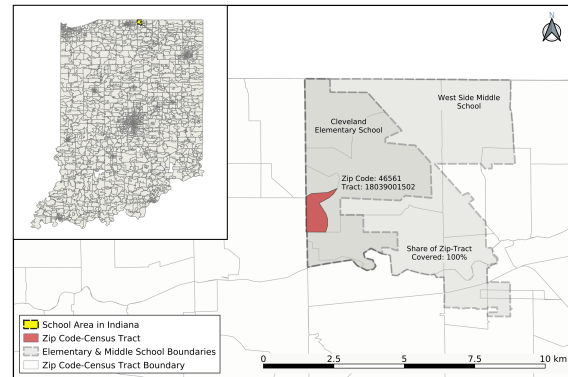 N
West Side Middle
School
Cleveland
Elementary School
Zip Code: 46561
Tract: 18039001502
Share of Zip-Tract
Covered: 100%
School Area in Indiana
Zip Code-Census Tract
Elementary & Middle School Boundaries
Zip Code-Census Tract Boundary
0 2.5 5 7.5 10 km